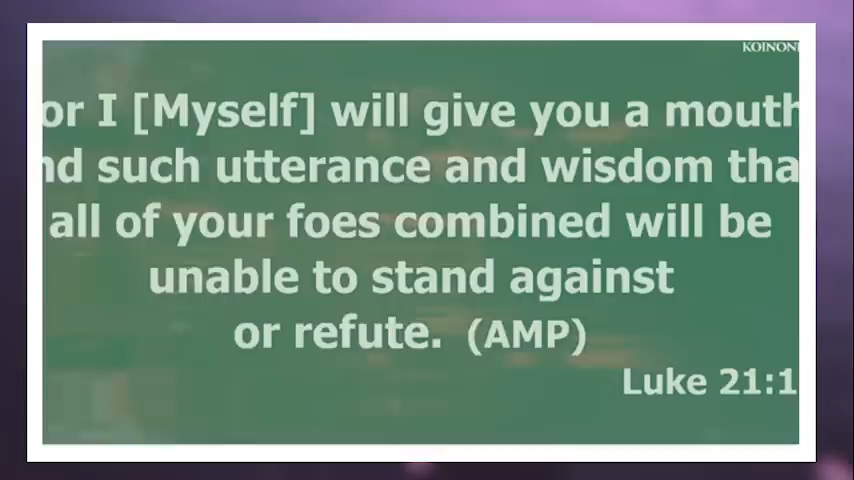 KOINONI
or I [Myself] will give you a mouth
nd such utterance and wisdom tha
all of your foes combined will be
unable to stand against
or refute. (AMP)
Luke 21:1